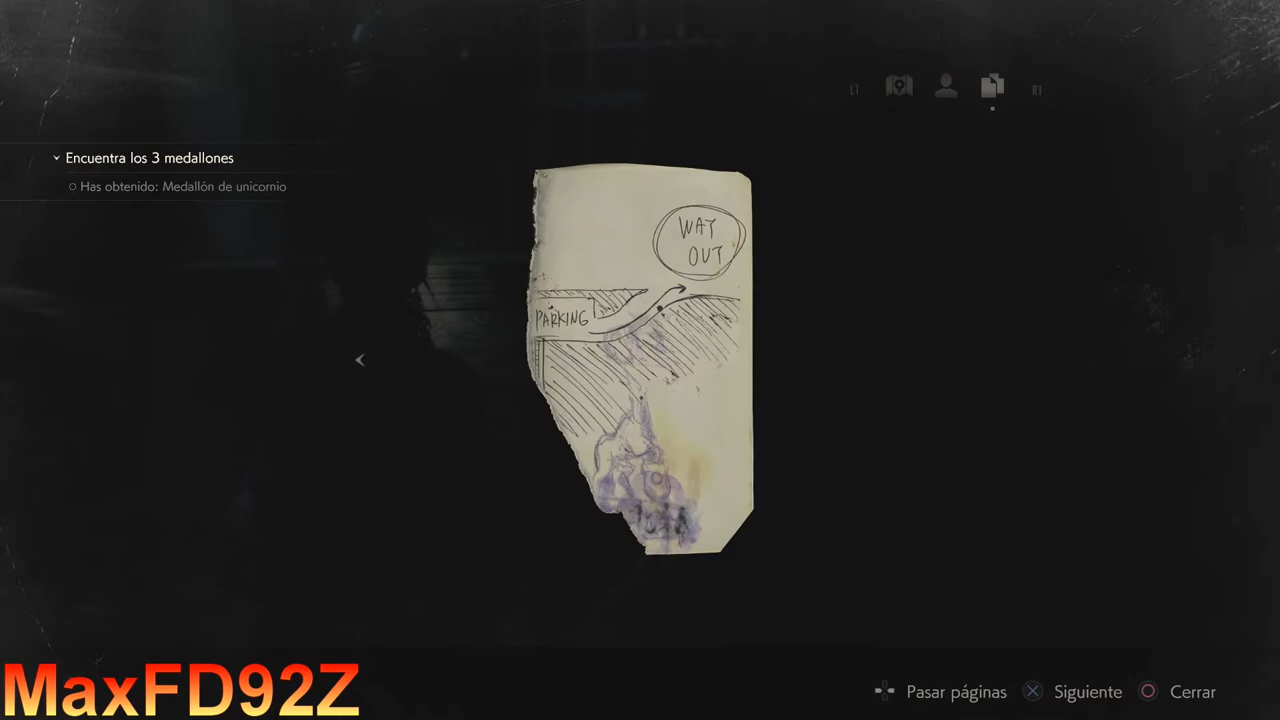 L1
R1
Encuentra los 3 medallones
Has obtenido: Medallón de unicornio
WAY
OUT
PARKING
MaxFD92Z
Pasar páginas
Siguiente
Cerrar